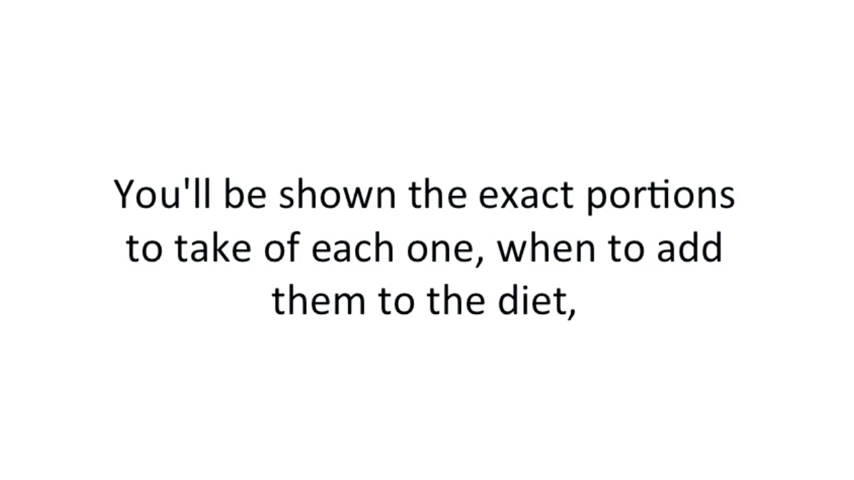 You'll be shown the exact portions
to take of each one, when to add
them to the diet,